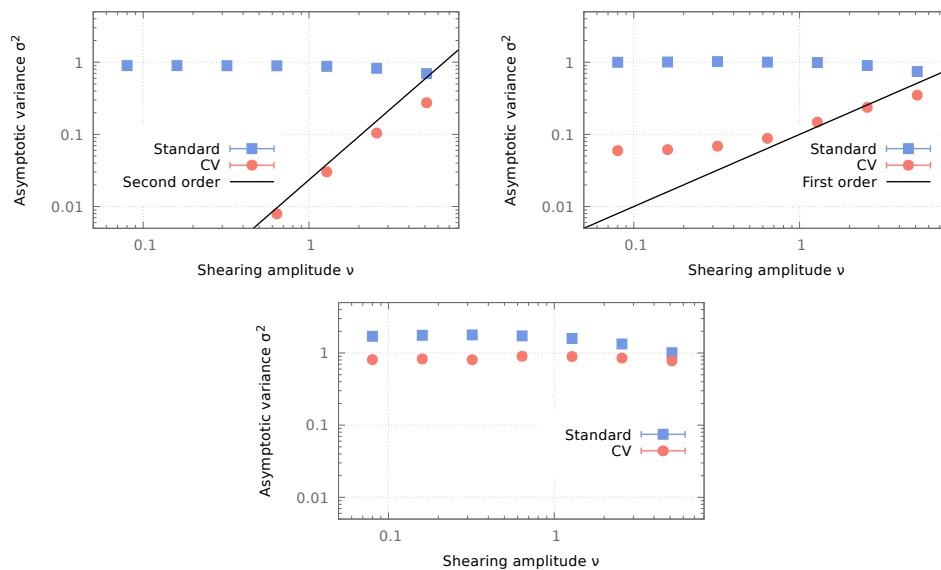 Asymptotic variance σ²
1
0.1
0.01
Standard
CV
Second order
0.1
1
Shearing amplitude ν
Asymptotic variance σ²
1
0.1
0.01
Standard
CV
First order
0.1
1
Shearing amplitude ν
Asymptotic variance σ²
1
0.1
0.01
Standard
CV
0.1
1
Shearing amplitude ν